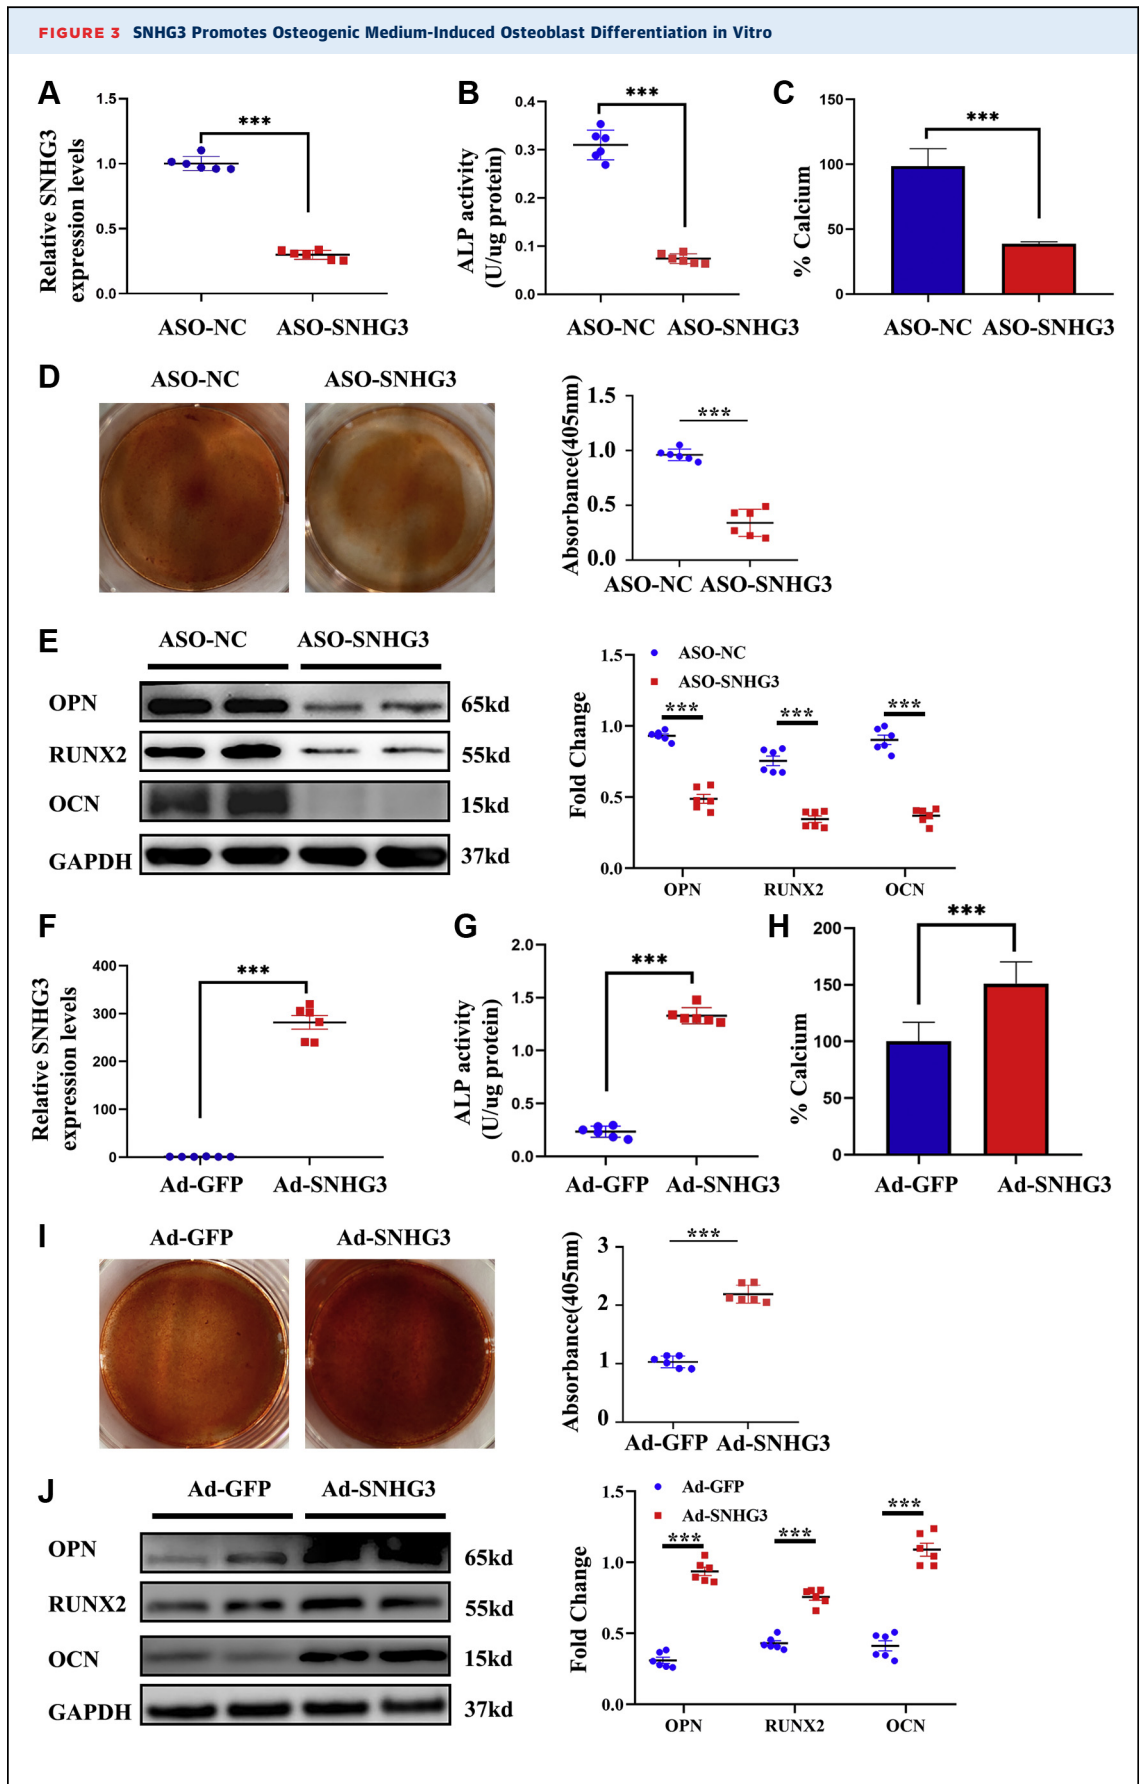 FIGURE 3 SNHG3 Promotes Osteogenic Medium-Induced Osteoblast Differentiation in Vitro
A
Relative SNHG3
expression levels
1.5
1.0
0.5
0.0
***
ASO-NC ASO-SNHG3
B
ALP activity
(U/ug protein)
0.4
0.3
0.2
0.1
0.0
***
ASO-NC ASO-SNHG3
C
% Calcium
150
100
50
0
***
ASO-NC ASO-SNHG3
D
ASO-NC ASO-SNHG3
Absorbance(405nm)
1.5
1.0
0.5
0.0
***
ASO-NC ASO-SNHG3
E
ASO-NC ASO-SNHG3
OPN 65kd
RUNX2 55kd
OCN 15kd
GAPDH 37kd
Fold Change
1.5
1.0
0.5
0.0
ASO-NC
ASO-SNHG3
*** *** ***
OPN RUNX2 OCN
F
Relative SNHG3
expression levels
400
300
200
100
0
***
Ad-GFP Ad-SNHG3
G
ALP activity
(U/ug protein)
2.0
1.5
1.0
0.5
0.0
***
Ad-GFP Ad-SNHG3
H
% Calcium
200
150
100
50
0
***
Ad-GFP Ad-SNHG3
I
Ad-GFP Ad-SNHG3
Absorbance(405nm)
3
2
1
0
***
Ad-GFP Ad-SNHG3
J
Ad-GFP Ad-SNHG3
OPN 65kd
RUNX2 55kd
OCN 15kd
GAPDH 37kd
Fold Change
1.5
1.0
0.5
0.0
Ad-GFP
Ad-SNHG3
*** *** ***
OPN RUNX2 OCN